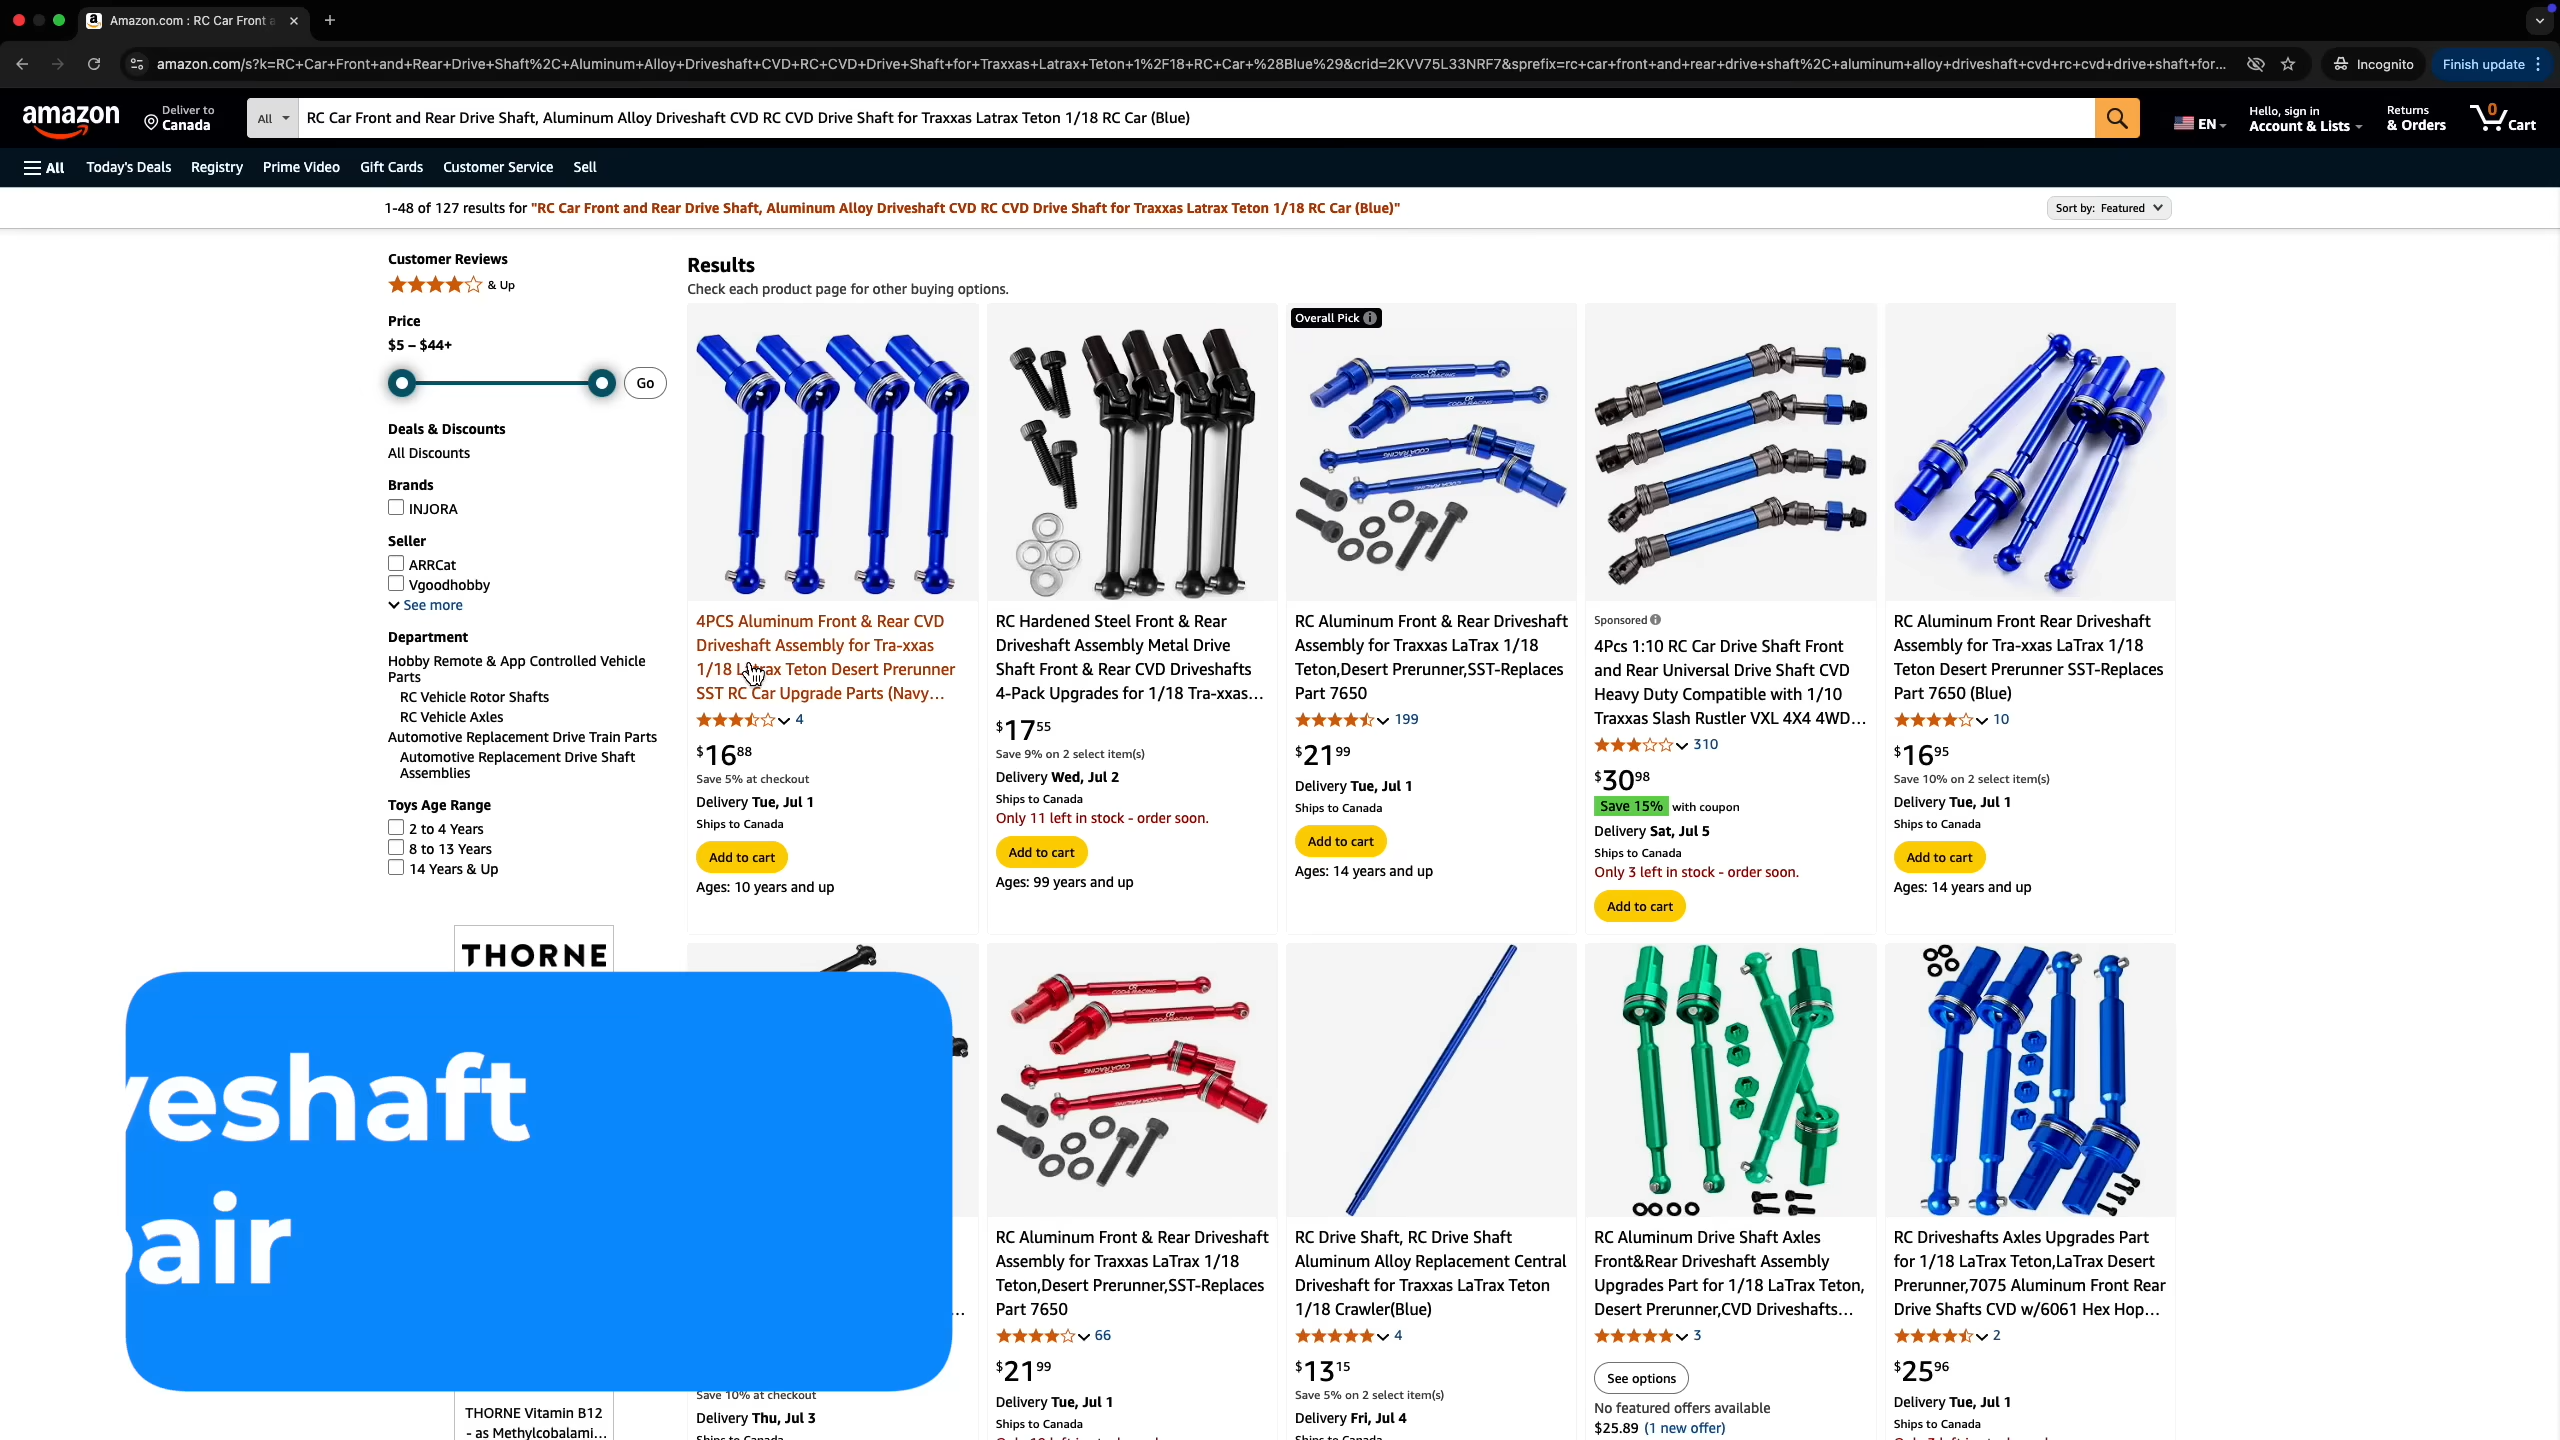 Amazon.com : RC Car Front a
amazon.com/s?k=RC+Car+Front+and+Rear+Drive+Shaft%2C+Aluminum+Alloy+Driveshaft+CVD+RC+CVD+Drive+Shaft+for+Traxxas+Latrax+Teton+1%2F18+RC+Car+%28Blue%29&crid=2KVV75L33NRF7&sprefix=rc+car+front+and+rear+drive+shaft%2C+aluminum+alloy+driveshaft+cvd+rc+cvd+drive+shaft+for...
Incognito
Finish update
amazon
Deliver to
Canada
All
RC Car Front and Rear Drive Shaft, Aluminum Alloy Driveshaft CVD RC CVD Drive Shaft for Traxxas Latrax Teton 1/18 RC Car (Blue)
EN
Hello, sign in
Account & Lists
Returns
& Orders
0
Cart
All
Today's Deals
Registry
Prime Video
Gift Cards
Customer Service
Sell
1-48 of 127 results for "RC Car Front and Rear Drive Shaft, Aluminum Alloy Driveshaft CVD RC CVD Drive Shaft for Traxxas Latrax Teton 1/18 RC Car (Blue)"
Sort by: Featured
Customer Reviews
& Up
Price
$5 – $44+
Go
Deals & Discounts
All Discounts
Brands
INJORA
Seller
ARRCat
Vgoodhobby
See more
Department
Hobby Remote & App Controlled Vehicle
Parts
RC Vehicle Rotor Shafts
RC Vehicle Axles
Automotive Replacement Drive Train Parts
Automotive Replacement Drive Shaft
Assemblies
Toys Age Range
2 to 4 Years
8 to 13 Years
14 Years & Up
THORNE
THORNE Vitamin B12
- as Methylcobalami...
veshaft
air
Results
Check each product page for other buying options.
4PCS Aluminum Front & Rear CVD
Driveshaft Assembly for Tra-xxas
1/18 Latrax Teton Desert Prerunner
SST RC Car Upgrade Parts (Navy...
4
$16 88
Save 5% at checkout
Delivery Tue, Jul 1
Ships to Canada
Add to cart
Ages: 10 years and up
RC Hardened Steel Front & Rear
Driveshaft Assembly Metal Drive
Shaft Front & Rear CVD Driveshafts
4-Pack Upgrades for 1/18 Tra-xxas...
$17 55
Save 9% on 2 select item(s)
Delivery Wed, Jul 2
Ships to Canada
Only 11 left in stock - order soon.
Add to cart
Ages: 99 years and up
Overall Pick
CODA RACING
CODA RACING
CODA RACING
CODA RACING
RC Aluminum Front & Rear Driveshaft
Assembly for Traxxas LaTrax 1/18
Teton,Desert Prerunner,SST-Replaces
Part 7650
199
$21 99
Delivery Tue, Jul 1
Ships to Canada
Add to cart
Ages: 14 years and up
Sponsored
4Pcs 1:10 RC Car Drive Shaft Front
and Rear Universal Drive Shaft CVD
Heavy Duty Compatible with 1/10
Traxxas Slash Rustler VXL 4X4 4WD...
310
$30 98
Save 15% with coupon
Delivery Sat, Jul 5
Ships to Canada
Only 3 left in stock - order soon.
Add to cart
RC Aluminum Front Rear Driveshaft
Assembly for Tra-xxas LaTrax 1/18
Teton Desert Prerunner SST-Replaces
Part 7650 (Blue)
10
$16 95
Save 10% on 2 select item(s)
Delivery Tue, Jul 1
Ships to Canada
Add to cart
Ages: 14 years and up
...
Save 10% at checkout
Delivery Thu, Jul 3
Ships to Canada
CODA RACING
CODA RACING
CODA RACING
CODA RACING
RC Aluminum Front & Rear Driveshaft
Assembly for Traxxas LaTrax 1/18
Teton,Desert Prerunner,SST-Replaces
Part 7650
66
$21 99
Delivery Tue, Jul 1
Ships to Canada
RC Drive Shaft, RC Drive Shaft
Aluminum Alloy Replacement Central
Driveshaft for Traxxas LaTrax Teton
1/18 Crawler(Blue)
4
$13 15
Save 5% on 2 select item(s)
Delivery Fri, Jul 4
Ships to Canada
RC Aluminum Drive Shaft Axles
Front&Rear Driveshaft Assembly
Upgrades Part for 1/18 LaTrax Teton,
Desert Prerunner,CVD Driveshafts...
3
See options
No featured offers available
$25.89 (1 new offer)
RC Driveshafts Axles Upgrades Part
for 1/18 LaTrax Teton,LaTrax Desert
Prerunner,7075 Aluminum Front Rear
Drive Shafts CVD w/6061 Hex Hop...
2
$25 96
Delivery Tue, Jul 1
Ships to Canada